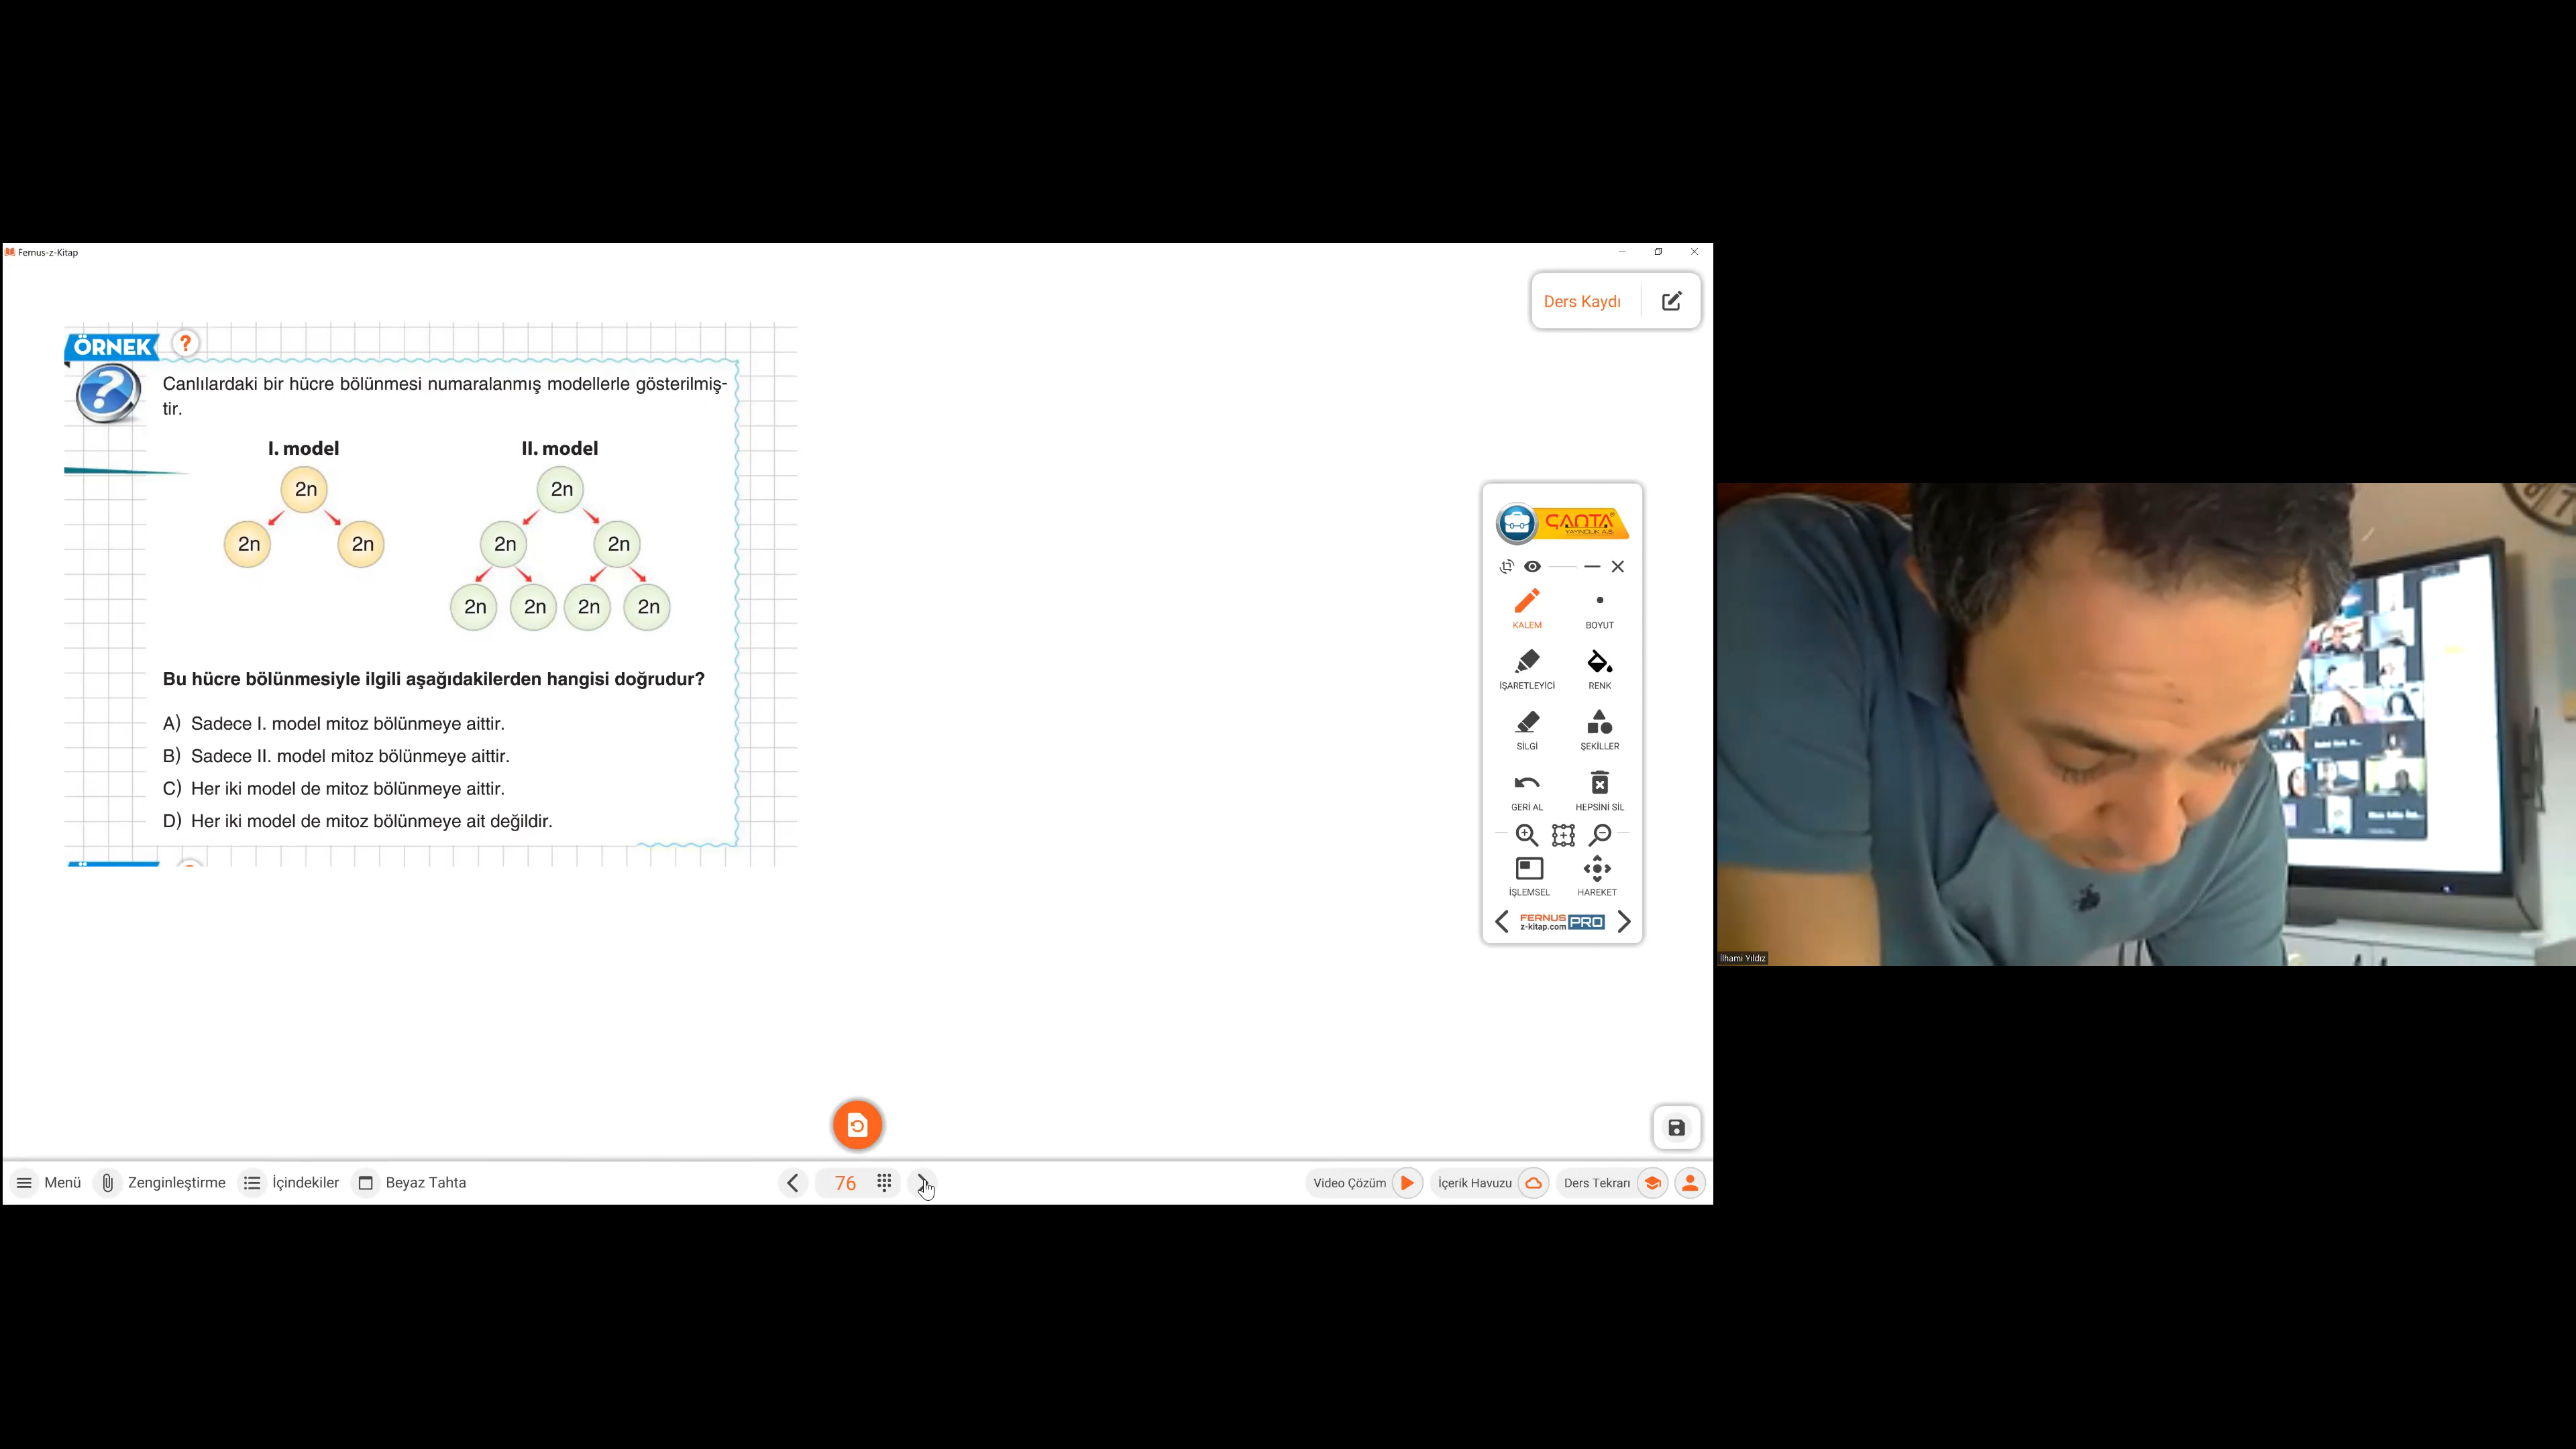 Fernus-z-Kitap
Ders Kaydı
ÖRNEK ?
?
Canlılardaki bir hücre bölünmesi numaralanmış modellerle gösterilmiş-
tir.
I. model II. model
2n 2n
2n 2n 2n 2n
2n 2n 2n 2n
Bu hücre bölünmesiyle ilgili aşağıdakilerden hangisi doğrudur?
A) Sadece I. model mitoz bölünmeye aittir.
B) Sadece II. model mitoz bölünmeye aittir.
C) Her iki model de mitoz bölünmeye aittir.
D) Her iki model de mitoz bölünmeye ait değildir.
ÇANTA
YAYINCILIK A.Ş.
KALEM BOYUT
İŞARETLEYİCİ RENK
SİLGİ ŞEKİLLER
GERİ AL HEPSİNİ SİL
İŞLEMSEL HAREKET
FERNUS PRO
z-kitap.com
İlhami Yıldız
Menü Zenginleştirme İçindekiler Beyaz Tahta 76 Video Çözüm İçerik Havuzu Ders Tekrarı